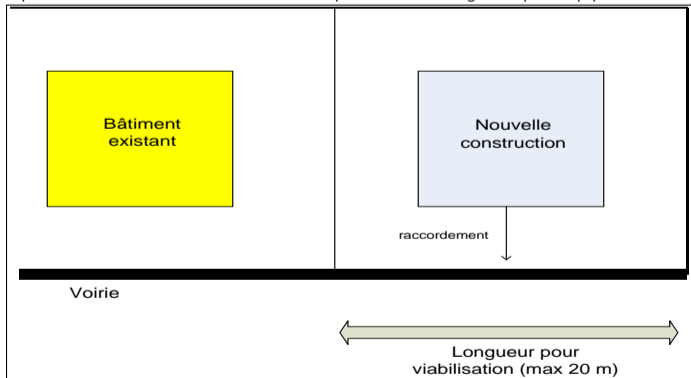 Bâtiment
existant
Nouvelle
construction
raccordement
Voirie
Longueur pour
viabilisation (max 20 m)